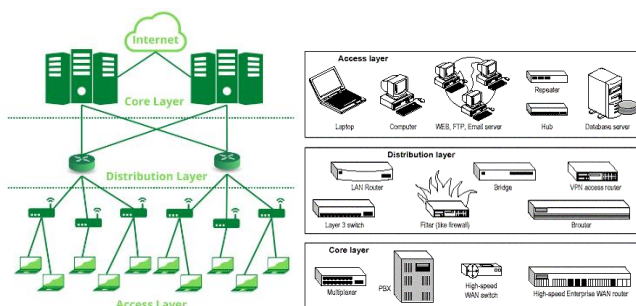 Internet
Core Layer
Distribution Layer
Access Layer
Access layer
Laptop
Computer
WEB, FTP, Email server
Repeater
Hub
Database server
Distribution layer
LAN Router
Bridge
VPN access router
Layer 3 switch
Filter (like firewall)
Brouter
Core layer
Multiplexer
PBX
High-speed
WAN switch
High-speed Enterprise WAN router